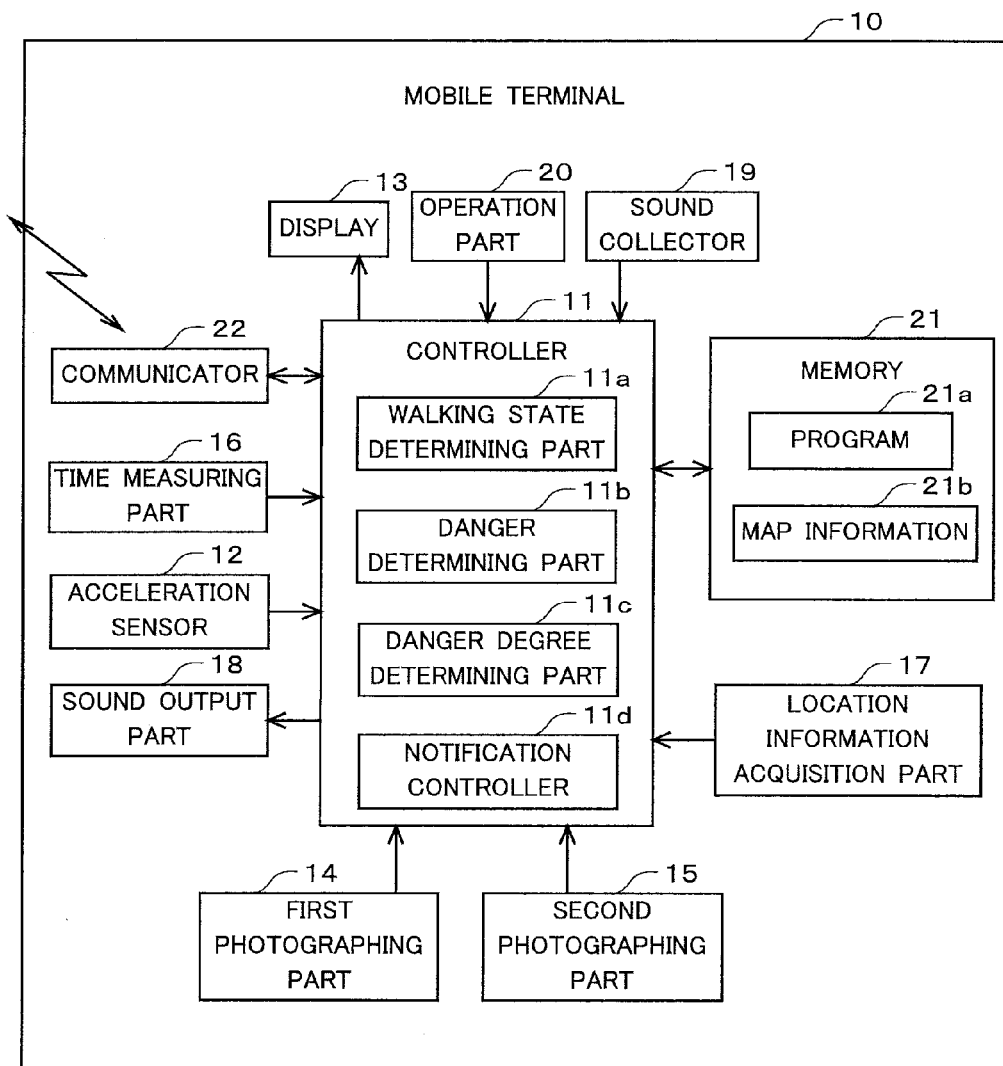 10
MOBILE TERMINAL
13
DISPLAY
20
OPERATION
PART
19
SOUND
COLLECTOR
11
CONTROLLER
22
COMMUNICATOR
11a
WALKING STATE
DETERMINING PART
21
MEMORY
21a
PROGRAM
21b
MAP INFORMATION
16
TIME MEASURING
PART
11b
DANGER
DETERMINING PART
12
ACCELERATION
SENSOR
11c
DANGER DEGREE
DETERMINING PART
18
SOUND OUTPUT
PART
11d
NOTIFICATION
CONTROLLER
17
LOCATION
INFORMATION
ACQUISITION PART
14
FIRST
PHOTOGRAPHING
PART
15
SECOND
PHOTOGRAPHING
PART